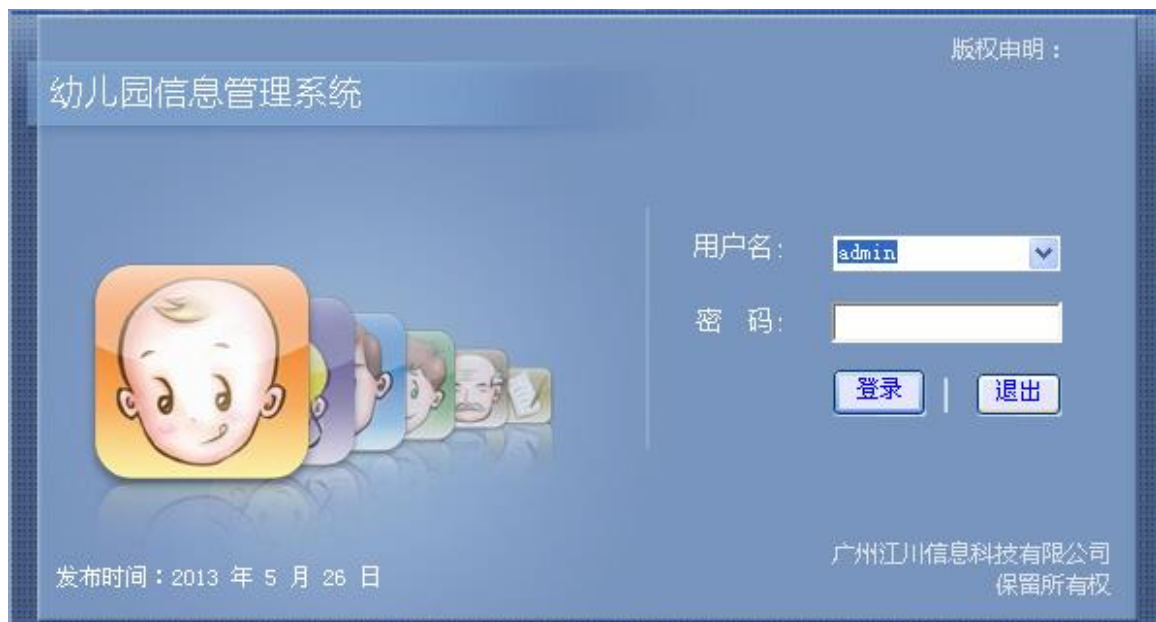 版权申明：
幼儿园信息管理系统
用户名：
admin
密 码：
登录 | 退出
发布时间：2013 年 5 月 26 日
广州江川信息科技有限公司
保留所有权